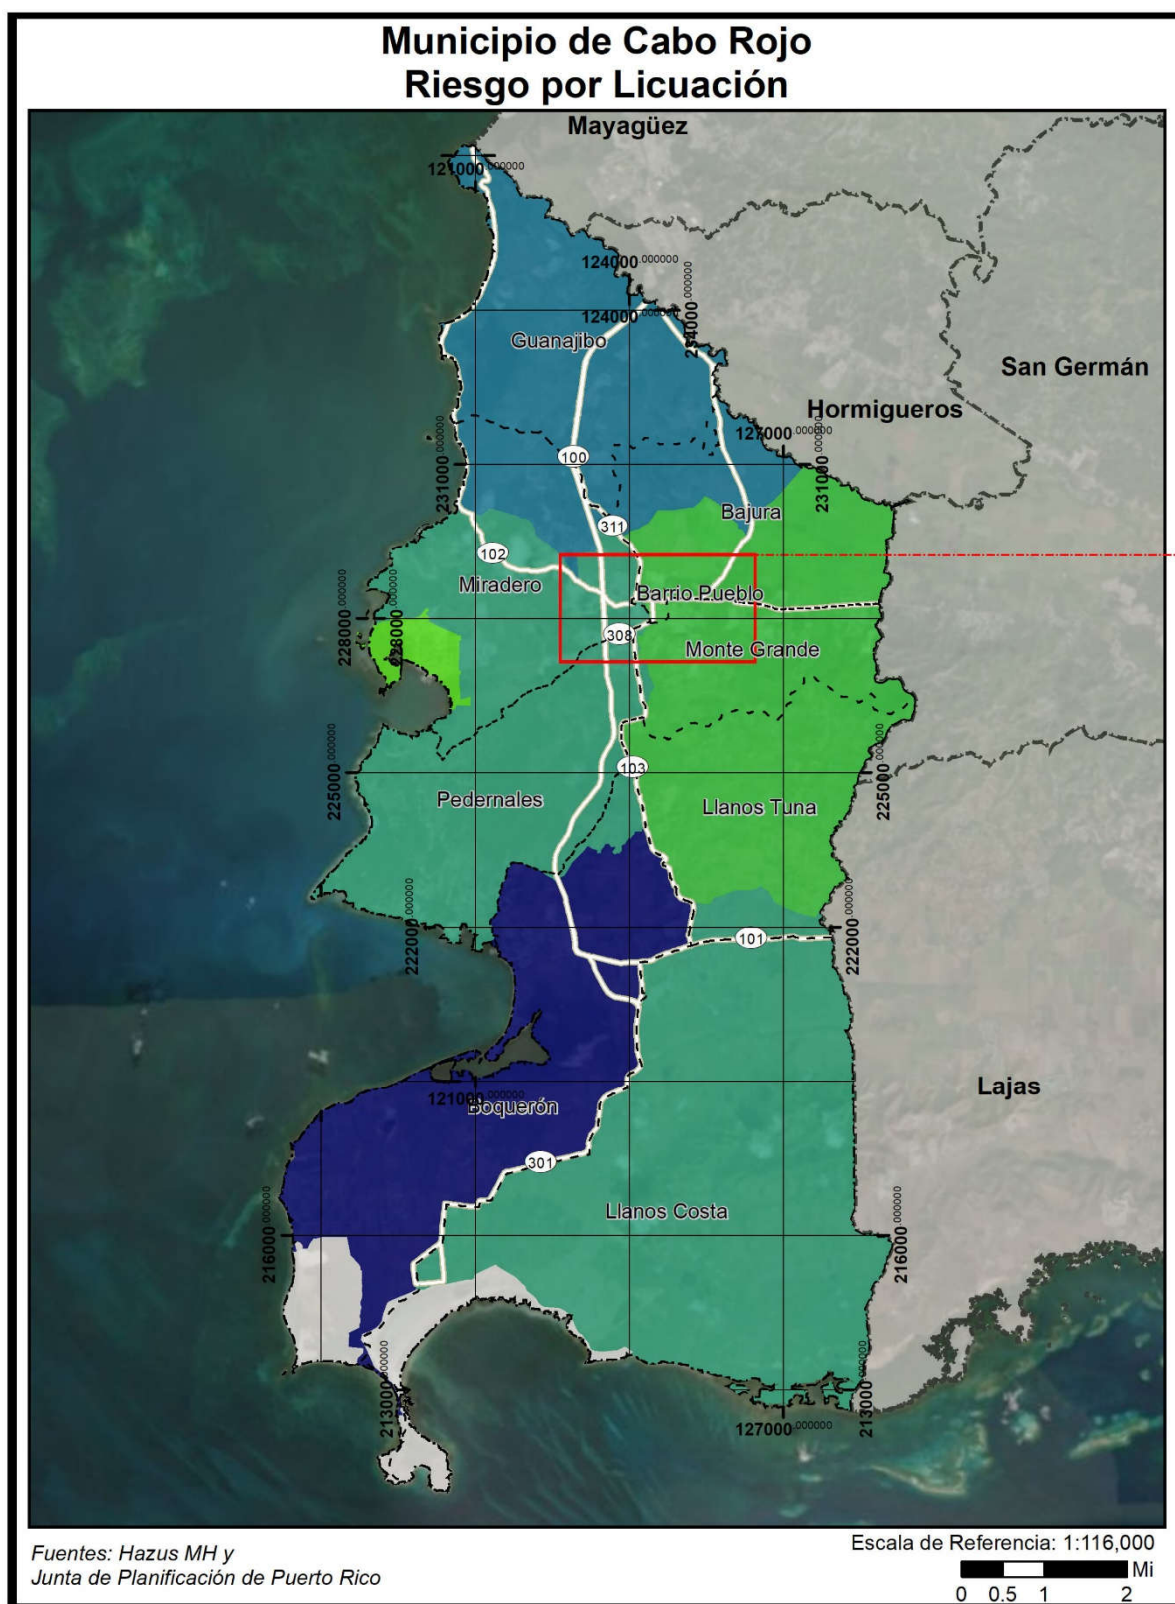 Municipio de Cabo Rojo
Riesgo por Licuación
Mayagüez
121000.000000
124000.000000
124000.000000
234000.000000
Guanajibo
San Germán
Hormigueros
127000.000000
100
231000.000000
231000.000000
Bajura
311
102
Miradero
Barrio Pueblo
228000.000000
228000.000000
308
Monte Grande
103
225000.000000
225000.000000
Pedernales
Llanos Tuna
222000.000000
222000.000000
101
Lajas
121000.000000
Boquerón
301
Llanos Costa
216000.000000
216000.000000
213000.000000
213000.000000
127000.000000
Fuentes: Hazus MH y
Junta de Planificación de Puerto Rico
Escala de Referencia: 1:116,000
Mi
0 0.5 1 2